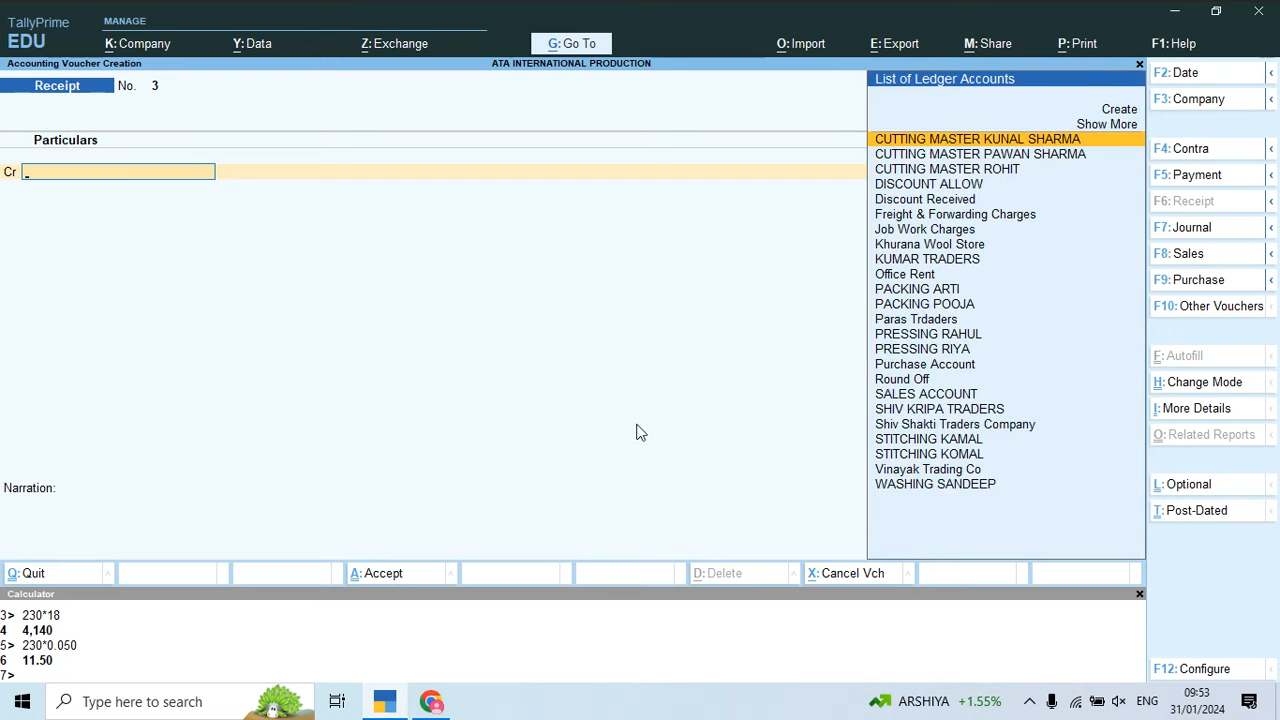 TallyPrime
EDU
MANAGE
K: Company
Y: Data
Z: Exchange
G: Go To
O: Import
E: Export
M: Share
P: Print
F1: Help
Accounting Voucher Creation
ATA INTERNATIONAL PRODUCTION
Receipt No. 3
Particulars
Cr
Narration:
List of Ledger Accounts
Create
Show More
CUTTING MASTER KUNAL SHARMA
CUTTING MASTER PAWAN SHARMA
CUTTING MASTER ROHIT
DISCOUNT ALLOW
Discount Received
Freight & Forwarding Charges
Job Work Charges
Khurana Wool Store
KUMAR TRADERS
Office Rent
PACKING ARTI
PACKING POOJA
Paras Trdaders
PRESSING RAHUL
PRESSING RIYA
Purchase Account
Round Off
SALES ACCOUNT
SHIV KRIPA TRADERS
Shiv Shakti Traders Company
STITCHING KAMAL
STITCHING KOMAL
Vinayak Trading Co
WASHING SANDEEP
F2: Date
F3: Company
F4: Contra
F5: Payment
F6: Receipt
F7: Journal
F8: Sales
F9: Purchase
F10: Other Vouchers
F: Autofill
H: Change Mode
I: More Details
O: Related Reports
L: Optional
T: Post-Dated
F12: Configure
Q: Quit
A: Accept
D: Delete
X: Cancel Vch
Calculator
3> 230*18
4 4,140
5> 230*0.050
6 11.50
7>
Type here to search
ARSHIYA +1.55%
ENG
09:53
31/01/2024